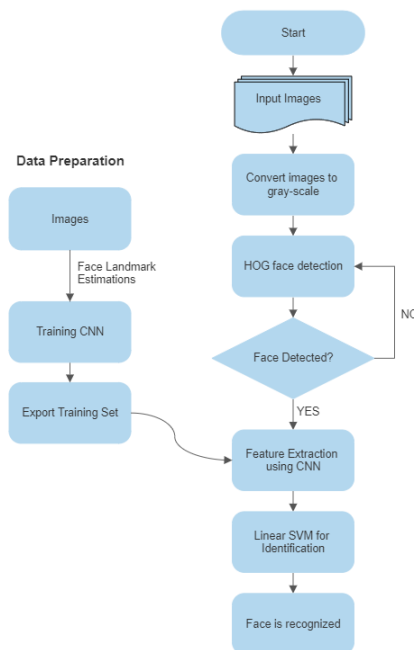 Start
Input Images
Convert images to
gray-scale
HOG face detection
NO
Face Detected?
YES
Feature Extraction
using CNN
Linear SVM for
Identification
Face is recognized
Data Preparation
Images
Face Landmark
Estimations
Training CNN
Export Training Set